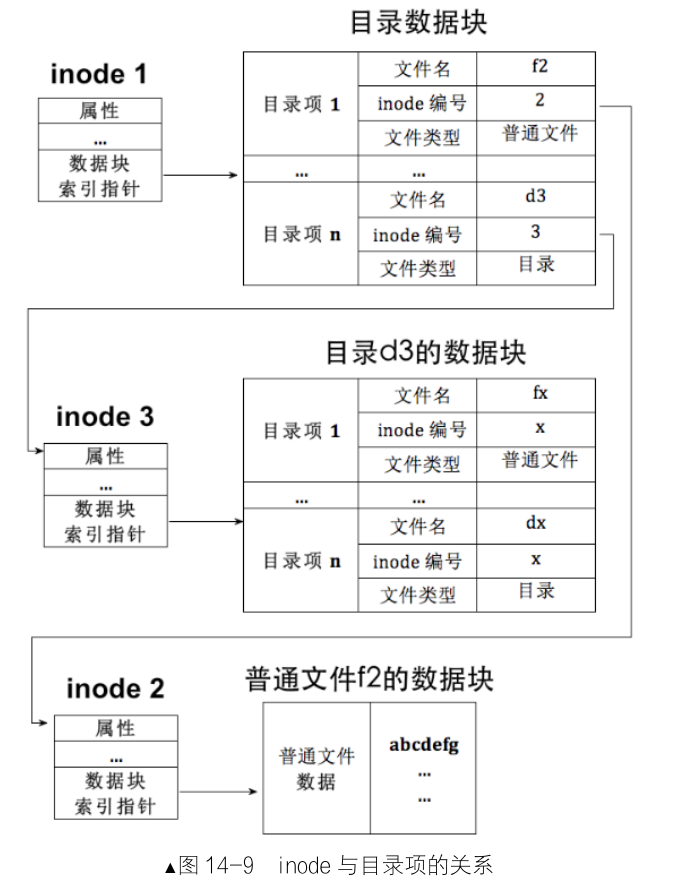 目录数据块
inode 1
属性
...
数据块
索引指针
目录项 1
文件名 f2
inode 编号 2
文件类型 普通文件
... ...
目录项 n
文件名 d3
inode 编号 3
文件类型 目录
目录d3的数据块
inode 3
属性
...
数据块
索引指针
目录项 1
文件名 fx
inode 编号 x
文件类型 普通文件
... ...
目录项 n
文件名 dx
inode 编号 x
文件类型 目录
普通文件f2的数据块
inode 2
属性
...
数据块
索引指针
普通文件
数据
abcdefg
...
...
▲图 14-9 inode 与目录项的关系